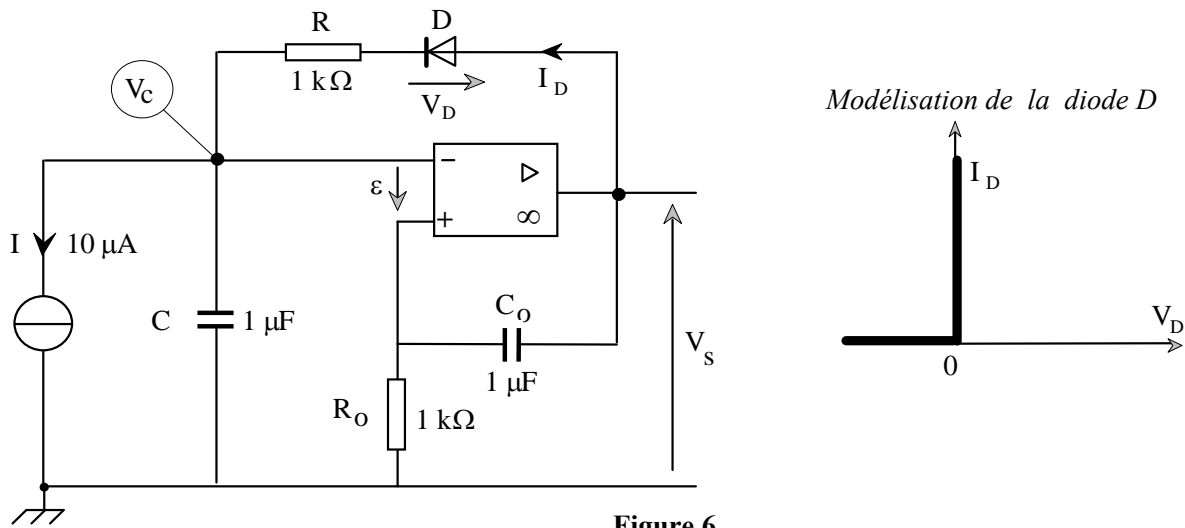 R
D
1 kΩ
V_D
I_D
V_c
Modélisation de la diode D
I_D
ε
−
+
▷
∞
I
10 µA
C
1 µF
C_o
1 µF
V_s
V_D
0
R_o
1 kΩ
Figure 6